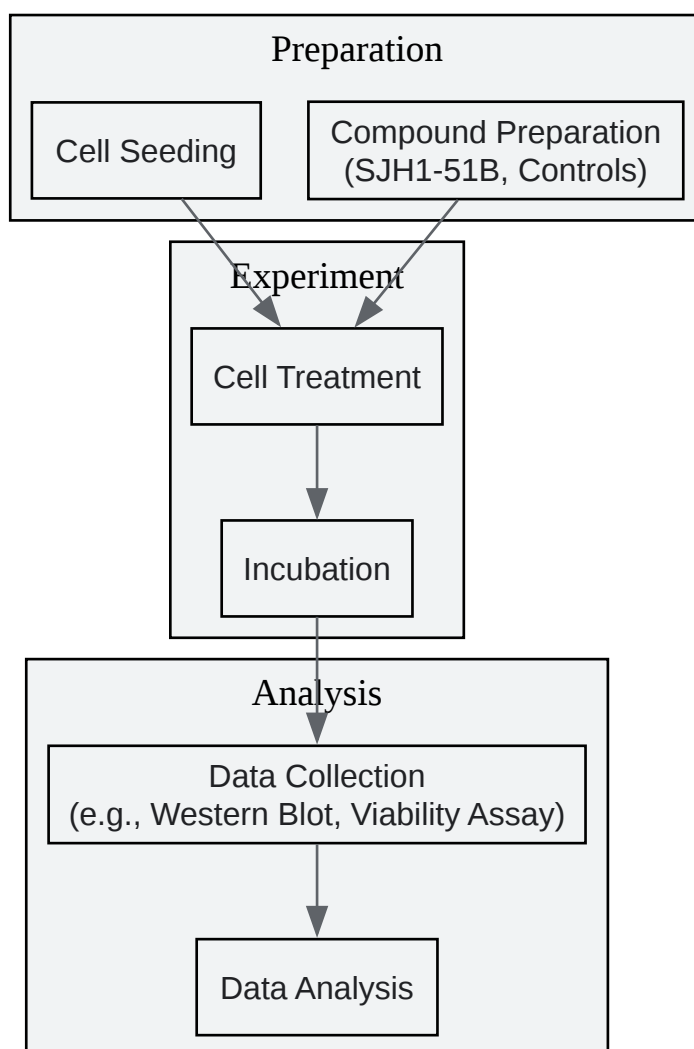 Preparation
Cell Seeding
Compound Preparation
(SJH1-51B, Controls)
Experiment
Cell Treatment
Incubation
Analysis
Data Collection
(e.g., Western Blot, Viability Assay)
Data Analysis